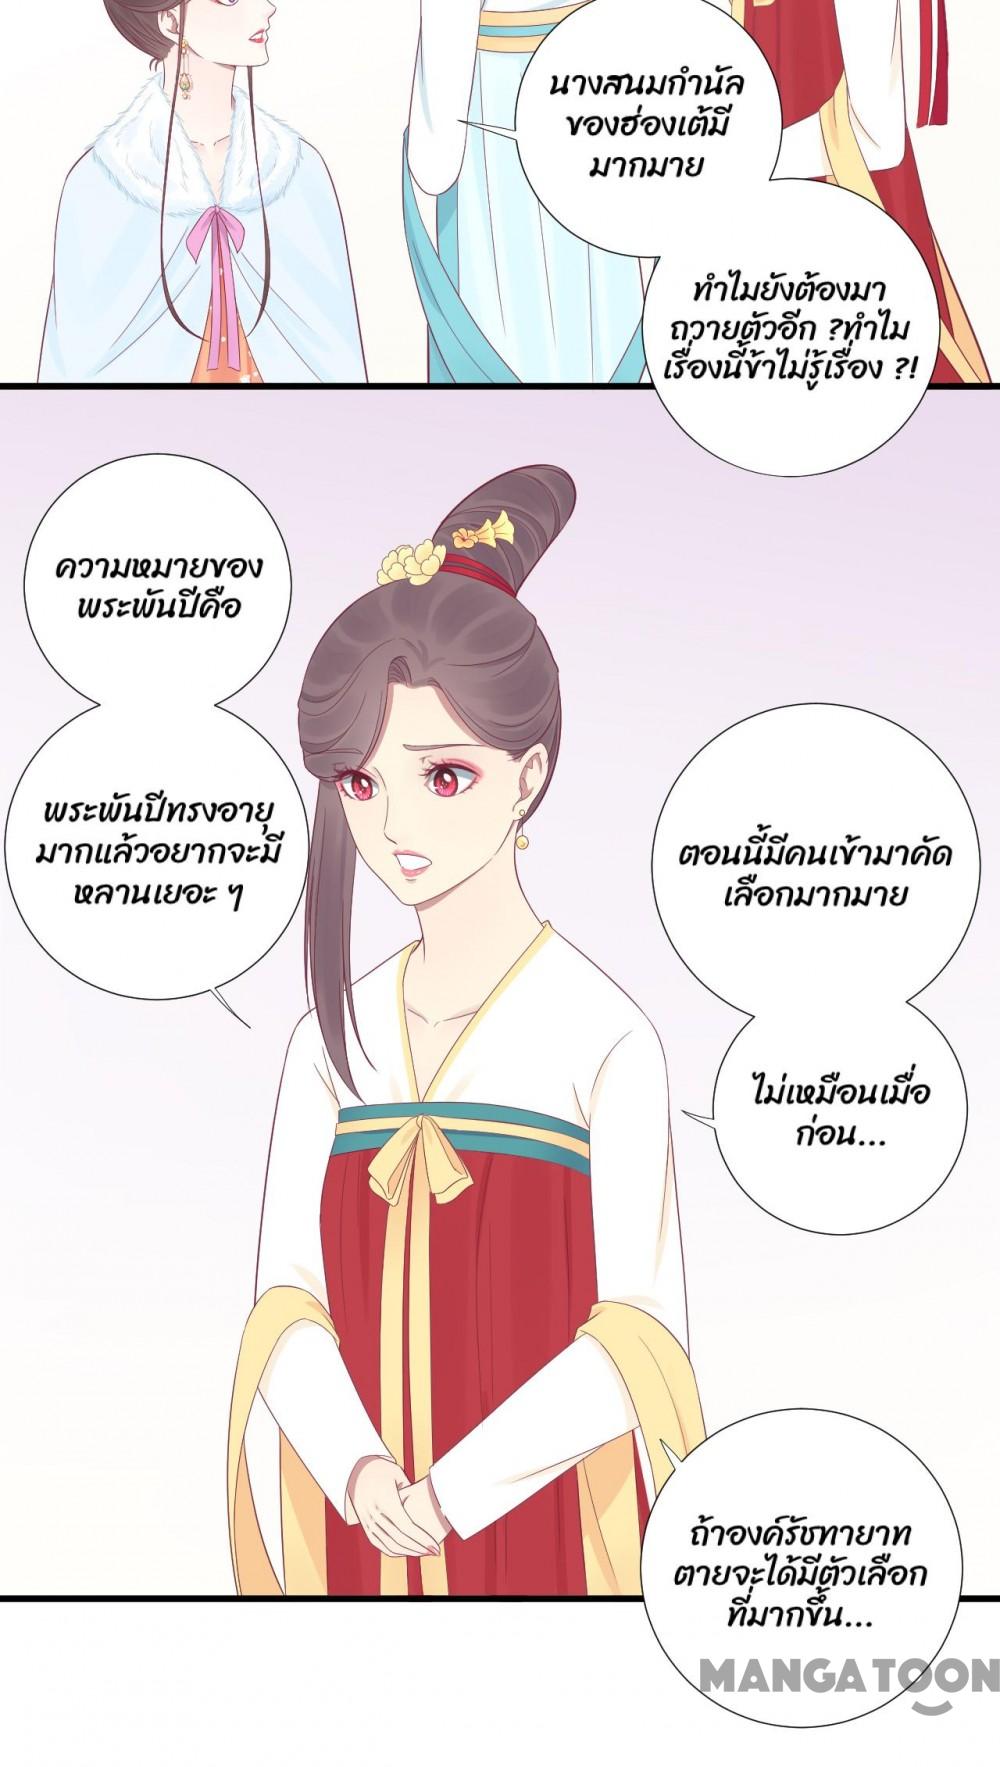 นางสนมกำนัล
ของฮ่องเต้มี
มากมาย
ทำไมยังต้องมา
ถวายตัวอีก ?ทำไม
เรื่องนี้ข้าไม่รู้เรื่อง ?!
ความหมายของ
พระพันปีคือ
พระพันปีทรงอายุ
มากแล้วอยากจะมี
หลานเยอะ ๆ
ตอนนี้มีคนเข้ามาคัด
เลือกมากมาย
ไม่เหมือนเมื่อ
ก่อน...
ถ้าองค์รัชทายาท
ตายจะได้มีตัวเลือก
ที่มากขึ้น...
MANGATOON